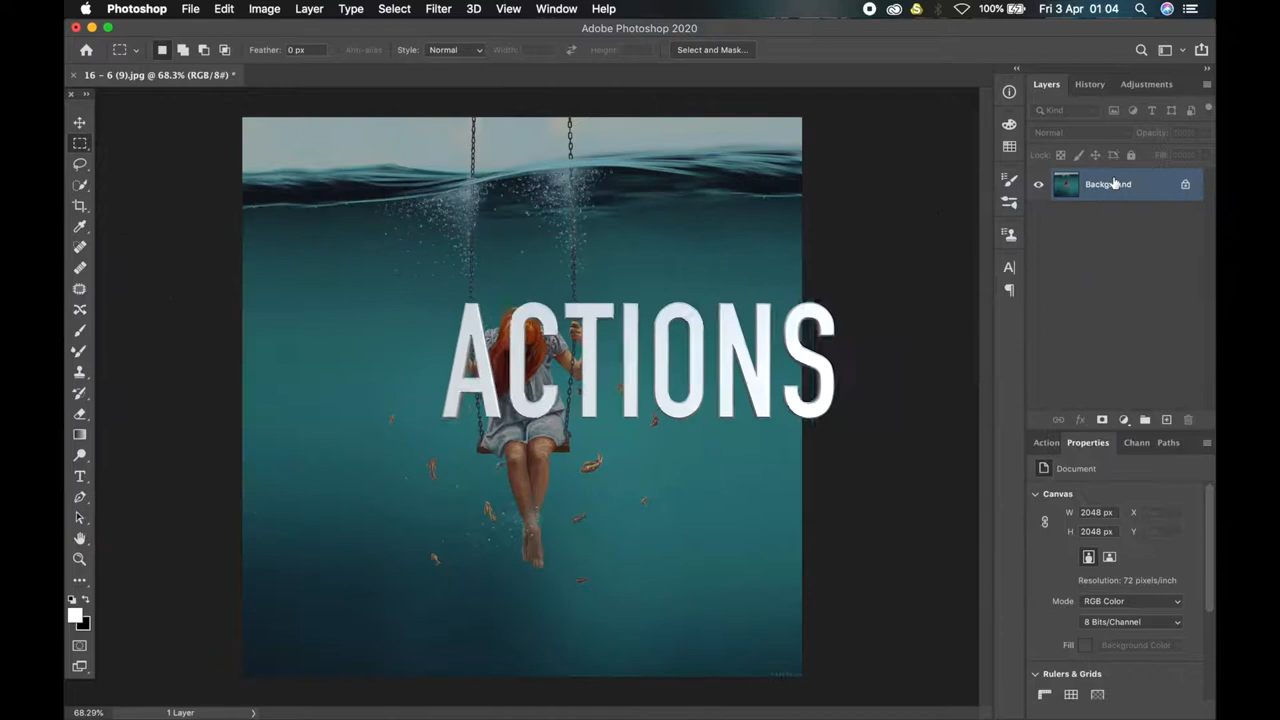 Photoshop File Edit Image Layer Type Select Filter 3D View Window Help 100% Fri 3 Apr 01:04
Adobe Photoshop 2020
Feather: 0 px Anti-alias Style: Normal Width: Height: Select and Mask...
16 – 6 (9).jpg @ 68.3% (RGB/8#) *
Layers History Adjustments
Kind
Normal Opacity:
Lock: Fill:
Background
ACTIONS
Action Properties Chann Paths
Document
Canvas
W 2048 px X
H 2048 px Y
Resolution: 72 pixels/inch
Mode RGB Color
8 Bits/Channel
Fill Background Color
Rulers & Grids
68.29% 1 Layer